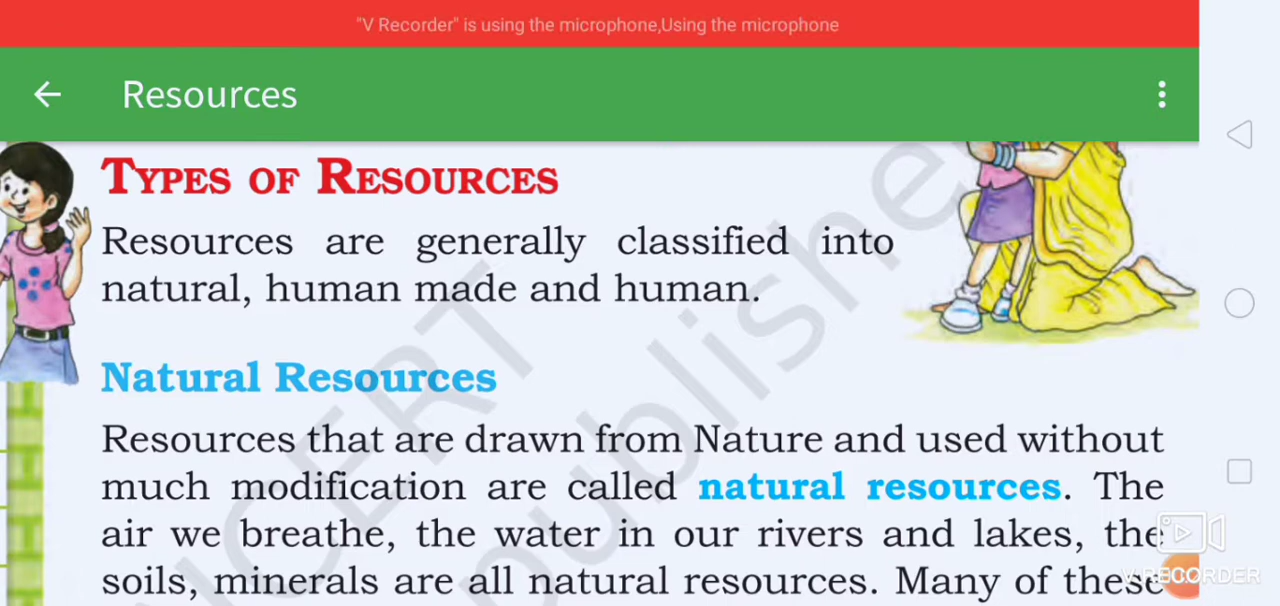 "V Recorder" is using the microphone,Using the microphone
Resources
TYPES OF RESOURCES
Resources are generally classified into
natural, human made and human.
Natural Resources
Resources that are drawn from Nature and used without
much modification are called natural resources. The
air we breathe, the water in our rivers and lakes, the
soils, minerals are all natural resources. Many of these
NCERT
publishe
V RECORDER